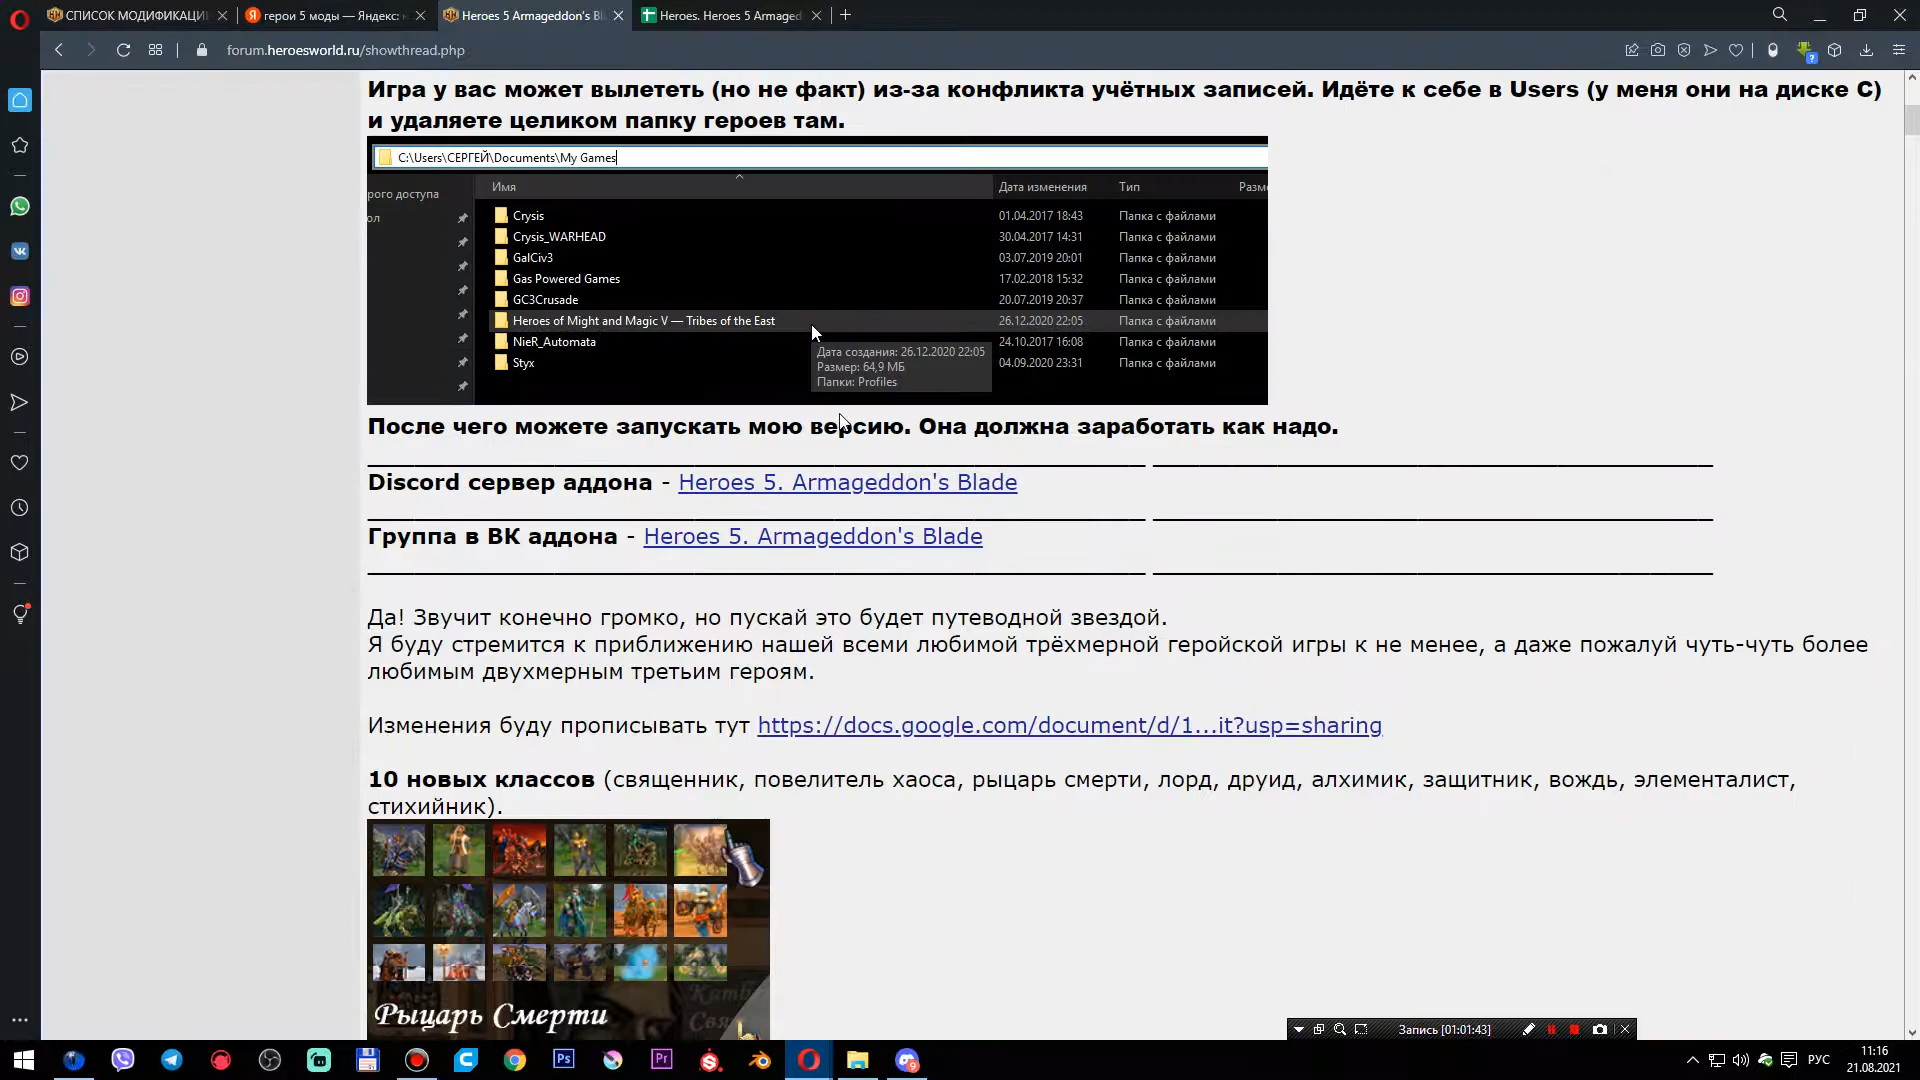 СПИСОК МОДИФИКАЦИ
герои 5 моды — Яндекс:
Heroes 5 Armageddon's Bl
Heroes. Heroes 5 Armaged
forum.heroesworld.ru/showthread.php
Игра у вас может вылететь (но не факт) из-за конфликта учётных записей. Идёте к себе в Users (у меня они на диске С)
и удаляете целиком папку героев там.
C:\Users\СЕРГЕЙ\Documents\My Games
рого доступа
ол
Имя
Дата изменения
Тип
Разм
Crysis
01.04.2017 18:43
Папка с файлами
Crysis_WARHEAD
30.04.2017 14:31
Папка с файлами
GalCiv3
03.07.2019 20:01
Папка с файлами
Gas Powered Games
17.02.2018 15:32
Папка с файлами
GC3Crusade
20.07.2019 20:37
Папка с файлами
Heroes of Might and Magic V — Tribes of the East
26.12.2020 22:05
Папка с файлами
NieR_Automata
24.10.2017 16:08
Папка с файлами
Styx
04.09.2020 23:31
Папка с файлами
Дата создания: 26.12.2020 22:05
Размер: 64,9 МБ
Папки: Profiles
После чего можете запускать мою версию. Она должна заработать как надо.
Discord сервер аддона - Heroes 5. Armageddon's Blade
Группа в ВК аддона - Heroes 5. Armageddon's Blade
Да! Звучит конечно громко, но пускай это будет путеводной звездой.
Я буду стремится к приближению нашей всеми любимой трёхмерной геройской игры к не менее, а даже пожалуй чуть-чуть более
любимым двухмерным третьим героям.
Изменения буду прописывать тут https://docs.google.com/document/d/1...it?usp=sharing
10 новых классов (священник, повелитель хаоса, рыцарь смерти, лорд, друид, алхимик, защитник, вождь, элементалист,
стихийник).
Рыцарь Смерти
Запись [01:01:43]
РУС
11:16
21.08.2021